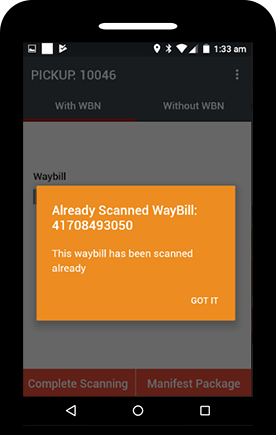 1:33 am
PICKUP. 10046
With WBN
Without WBN
Waybill
Already Scanned WayBill:
41708493050
This waybill has been scanned
already
GOT IT
Complete Scanning
Manifest Package